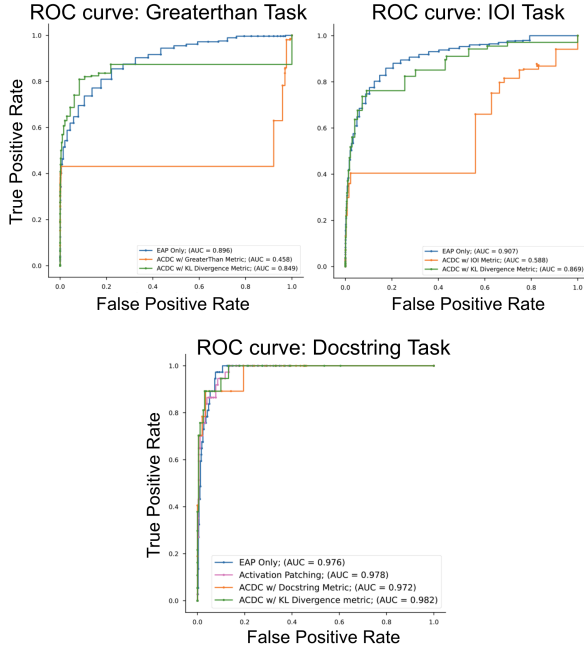 ROC curve: Greaterthan Task
True Positive Rate
1.0
0.8
0.6
0.4
0.2
0.0
EAP Only; (AUC = 0.896)
ACDC w/ GreaterThan Metric; (AUC = 0.458)
ACDC w/ KL Divergence Metric; (AUC = 0.849)
0.0 0.2 0.4 0.6 0.8 1.0
False Positive Rate
ROC curve: IOI Task
1.0
0.8
0.6
0.4
0.2
0.0
EAP Only; (AUC = 0.907)
ACDC w/ IOI Metric; (AUC = 0.588)
ACDC w/ KL Divergence Metric; (AUC = 0.869)
0.0 0.2 0.4 0.6 0.8 1.0
False Positive Rate
ROC curve: Docstring Task
True Positive Rate
1.0
0.8
0.6
0.4
0.2
0.0
EAP Only; (AUC = 0.976)
Activation Patching; (AUC = 0.978)
ACDC w/ Docstring Metric; (AUC = 0.972)
ACDC w/ KL Divergence metric; (AUC = 0.982)
0.0 0.2 0.4 0.6 0.8 1.0
False Positive Rate